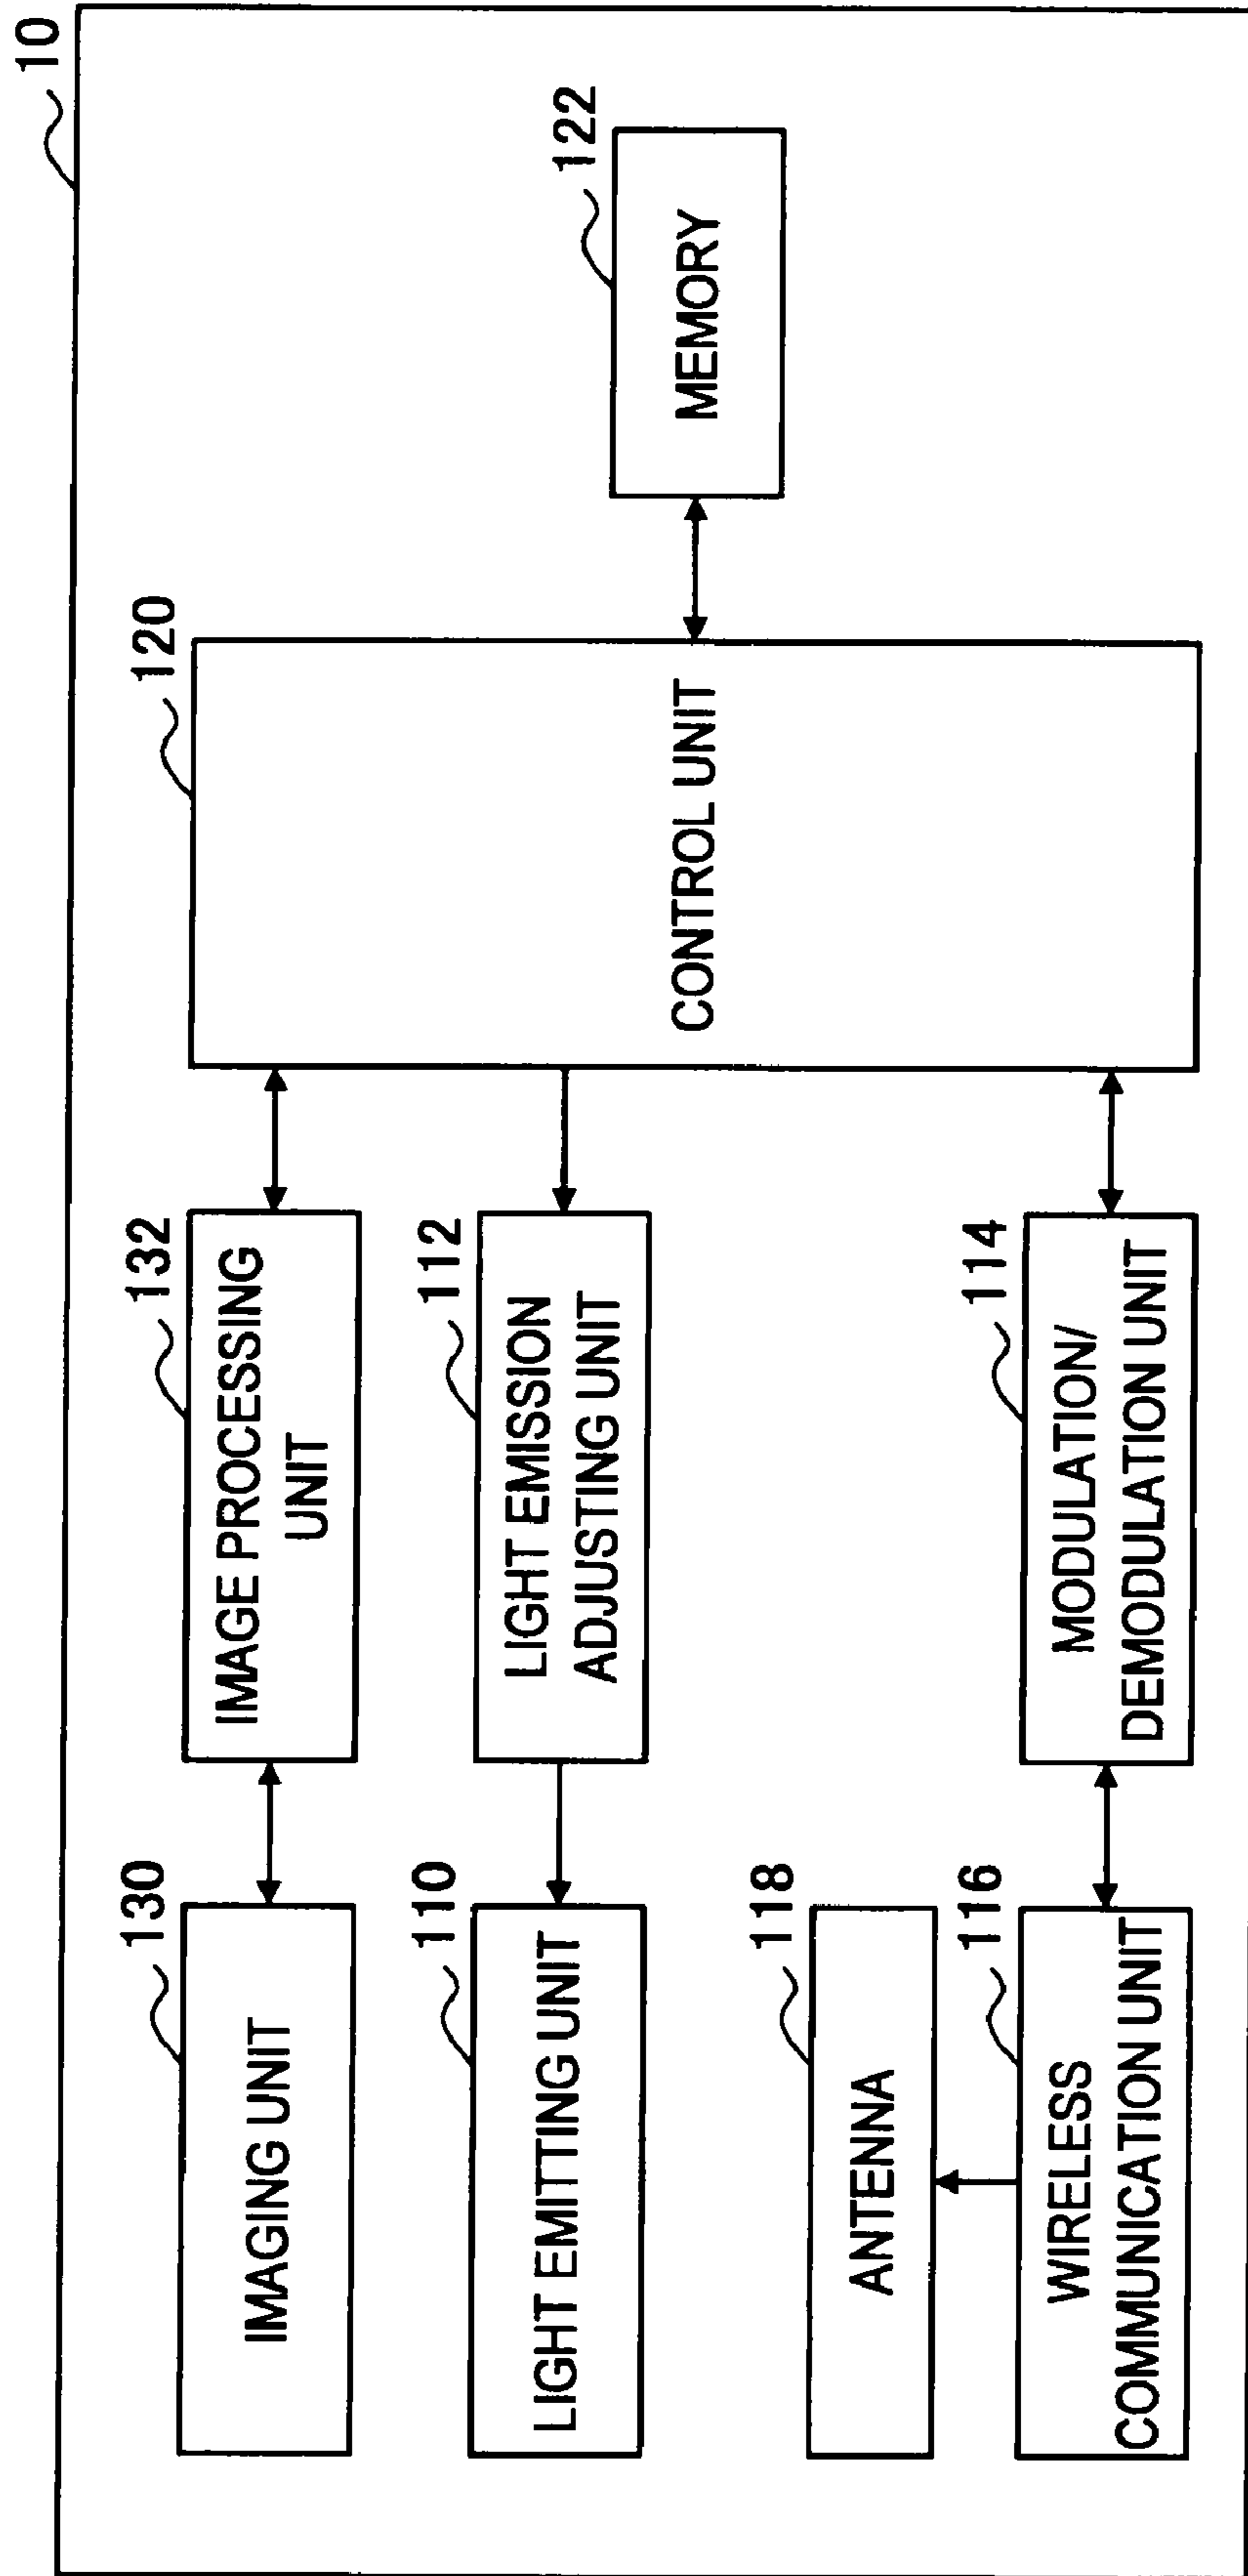 10
130
IMAGING UNIT
132
IMAGE PROCESSING
UNIT
120
CONTROL UNIT
122
MEMORY
110
LIGHT EMITTING UNIT
112
LIGHT EMISSION
ADJUSTING UNIT
118
ANTENNA
116
WIRELESS
COMMUNICATION UNIT
114
MODULATION/
DEMODULATION UNIT